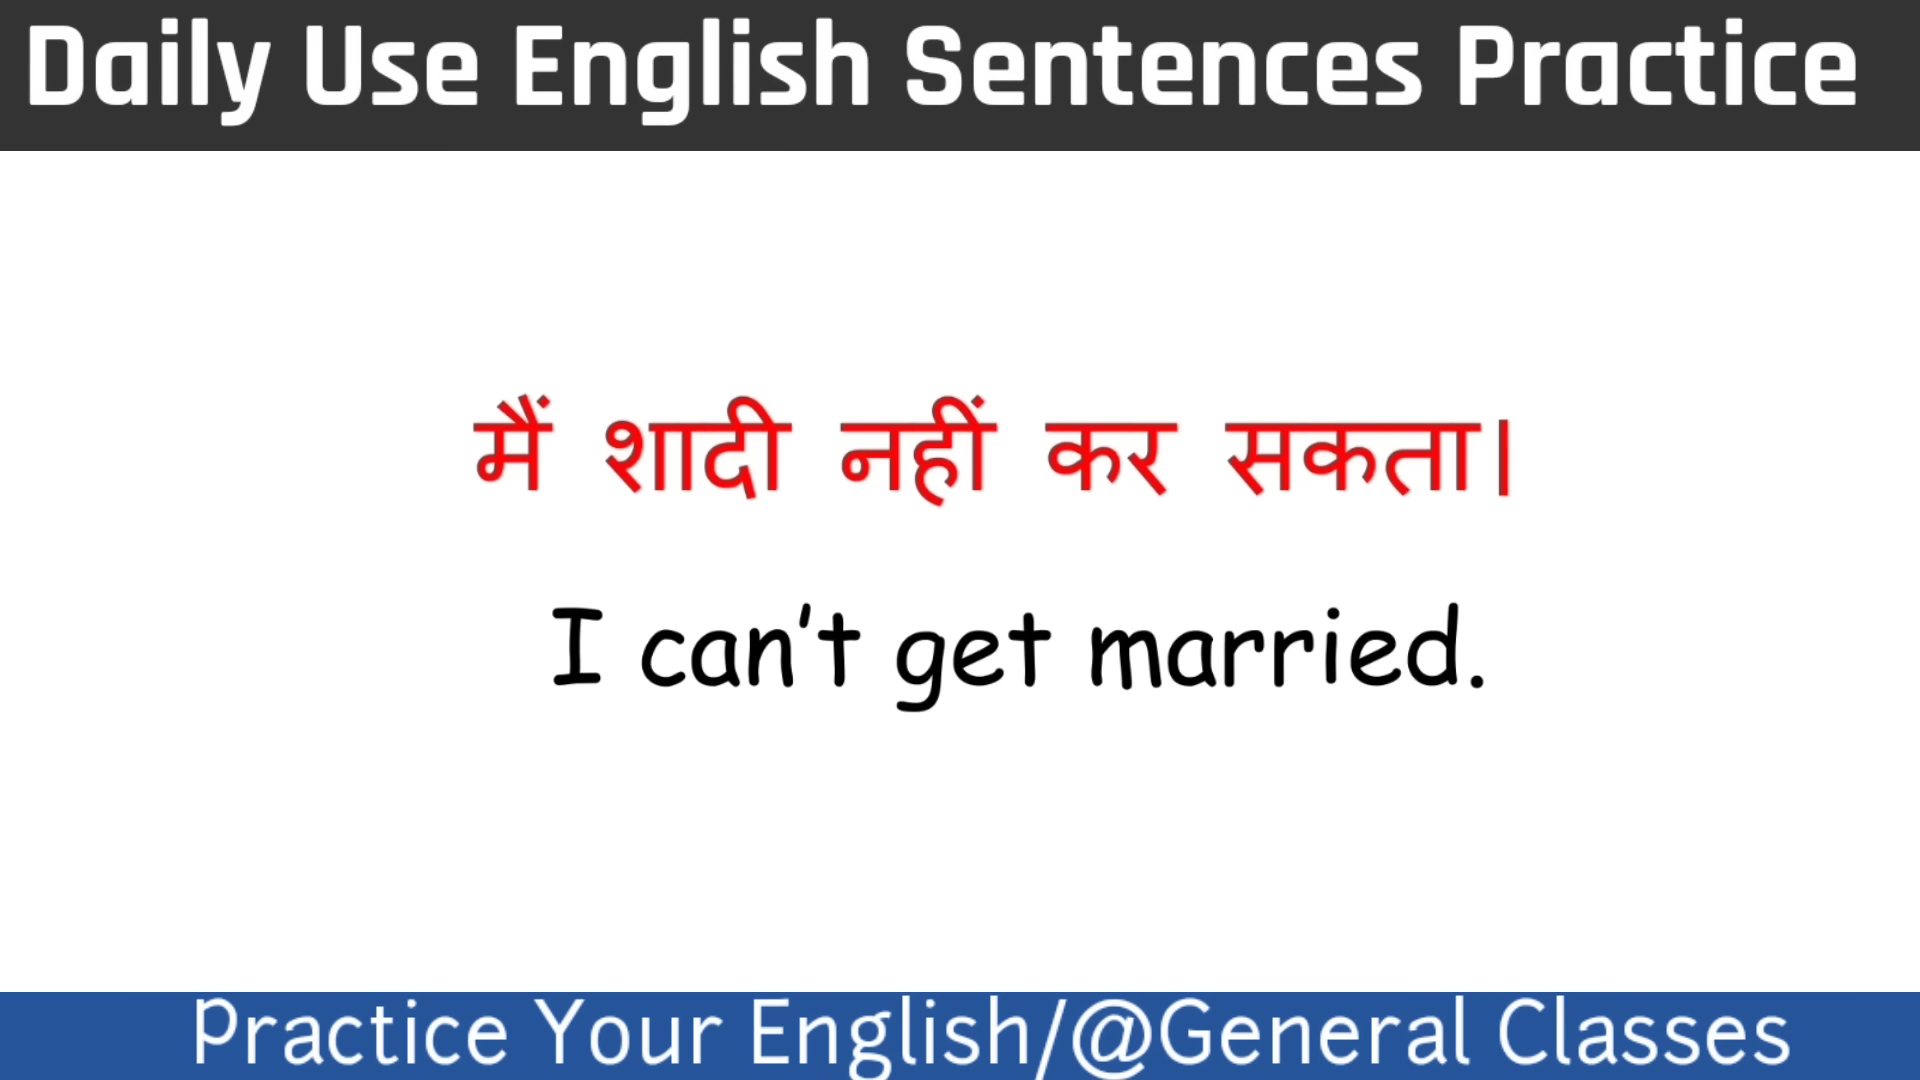 Daily Use English Sentences Practice
मैं शादी नहीं कर सकता।
I can't get married.
Practice Your English/@General Classes